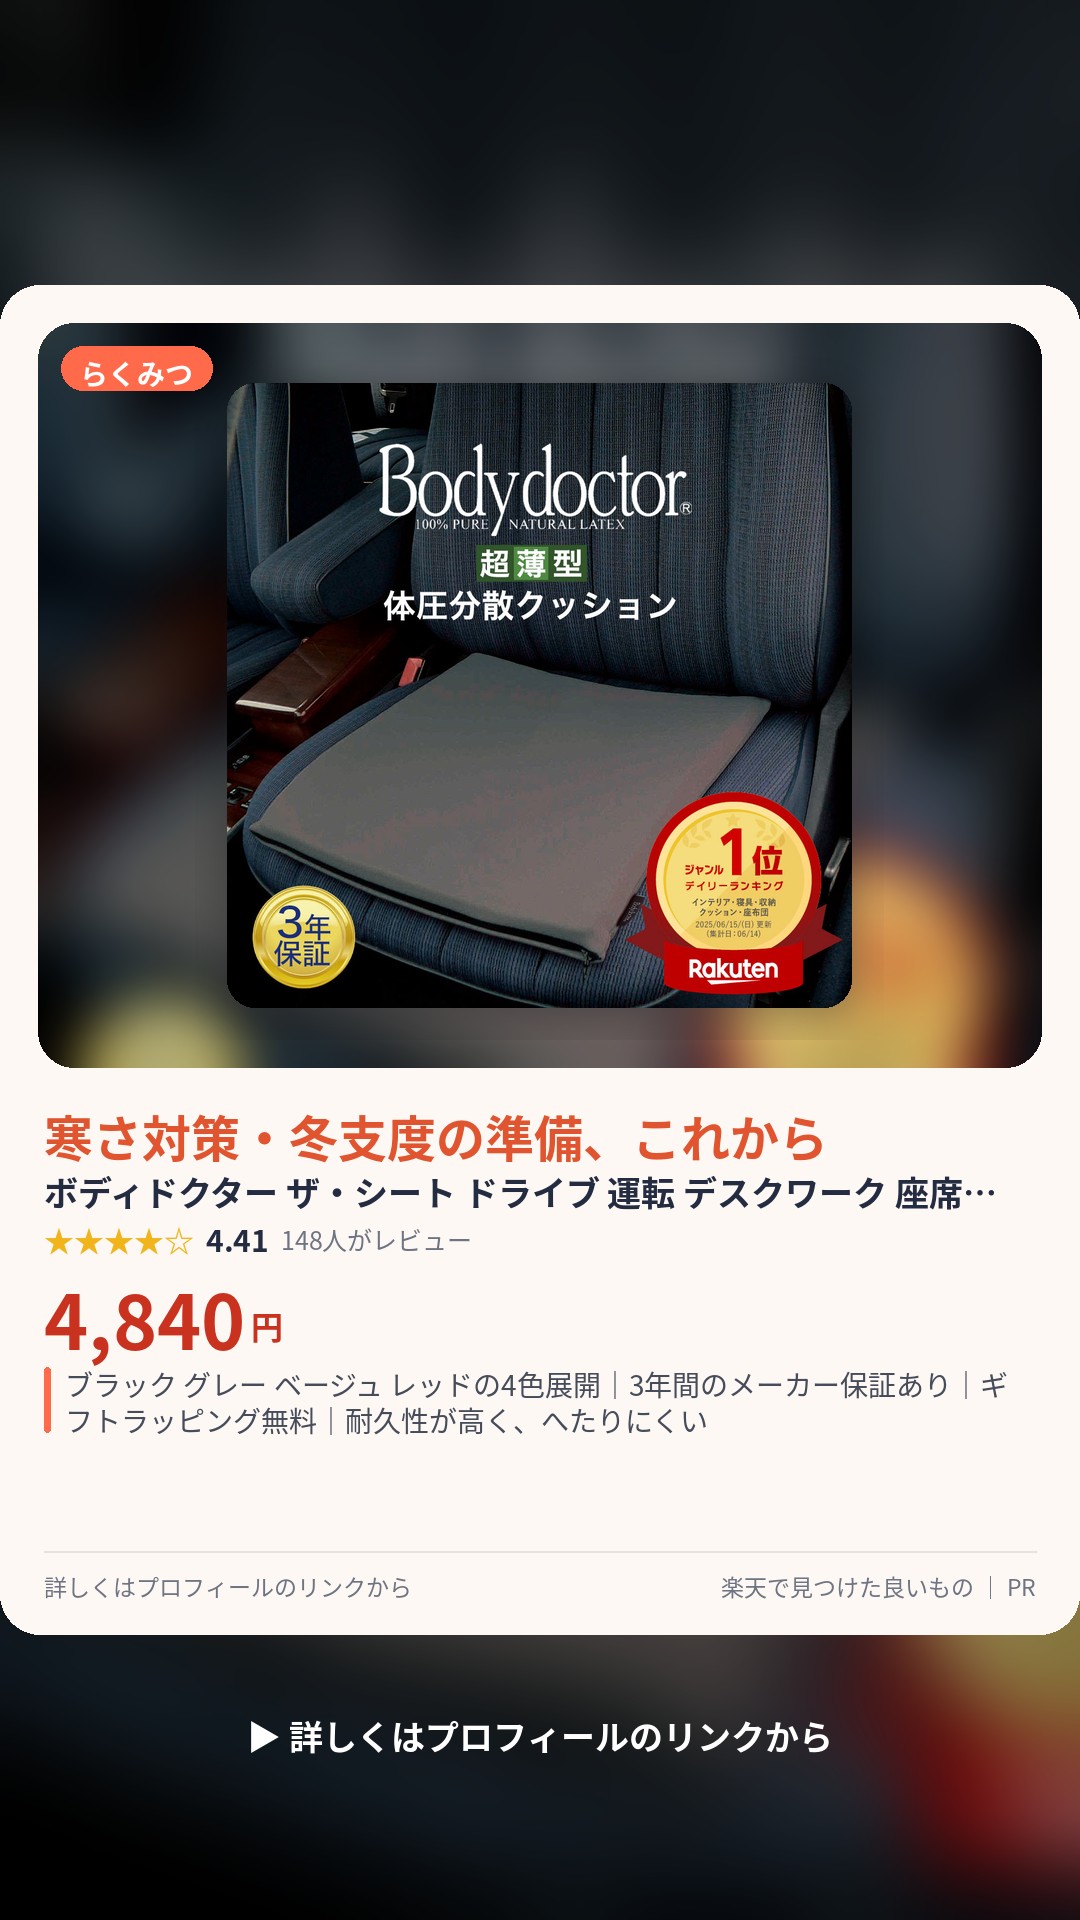 らくみつ
Bodydoctor®
100% PURE NATURAL LATEX
超薄型
体圧分散クッション
3年
保証
ジャンル1位
デイリーランキング
インテリア・寝具・収納
クッション・座布団
2025/06/15/(日) 更新
(集計日:06/14)
Rakuten
寒さ対策・冬支度の準備、これから
ボディドクター ザ・シート ドライブ 運転 デスクワーク 座席…
★★★★☆ 4.41 148人がレビュー
4,840円
ブラック グレー ベージュ レッドの4色展開｜3年間のメーカー保証あり｜ギ
フトラッピング無料｜耐久性が高く、へたりにくい
詳しくはプロフィールのリンクから
楽天で見つけた良いもの ｜ PR
▶ 詳しくはプロフィールのリンクから